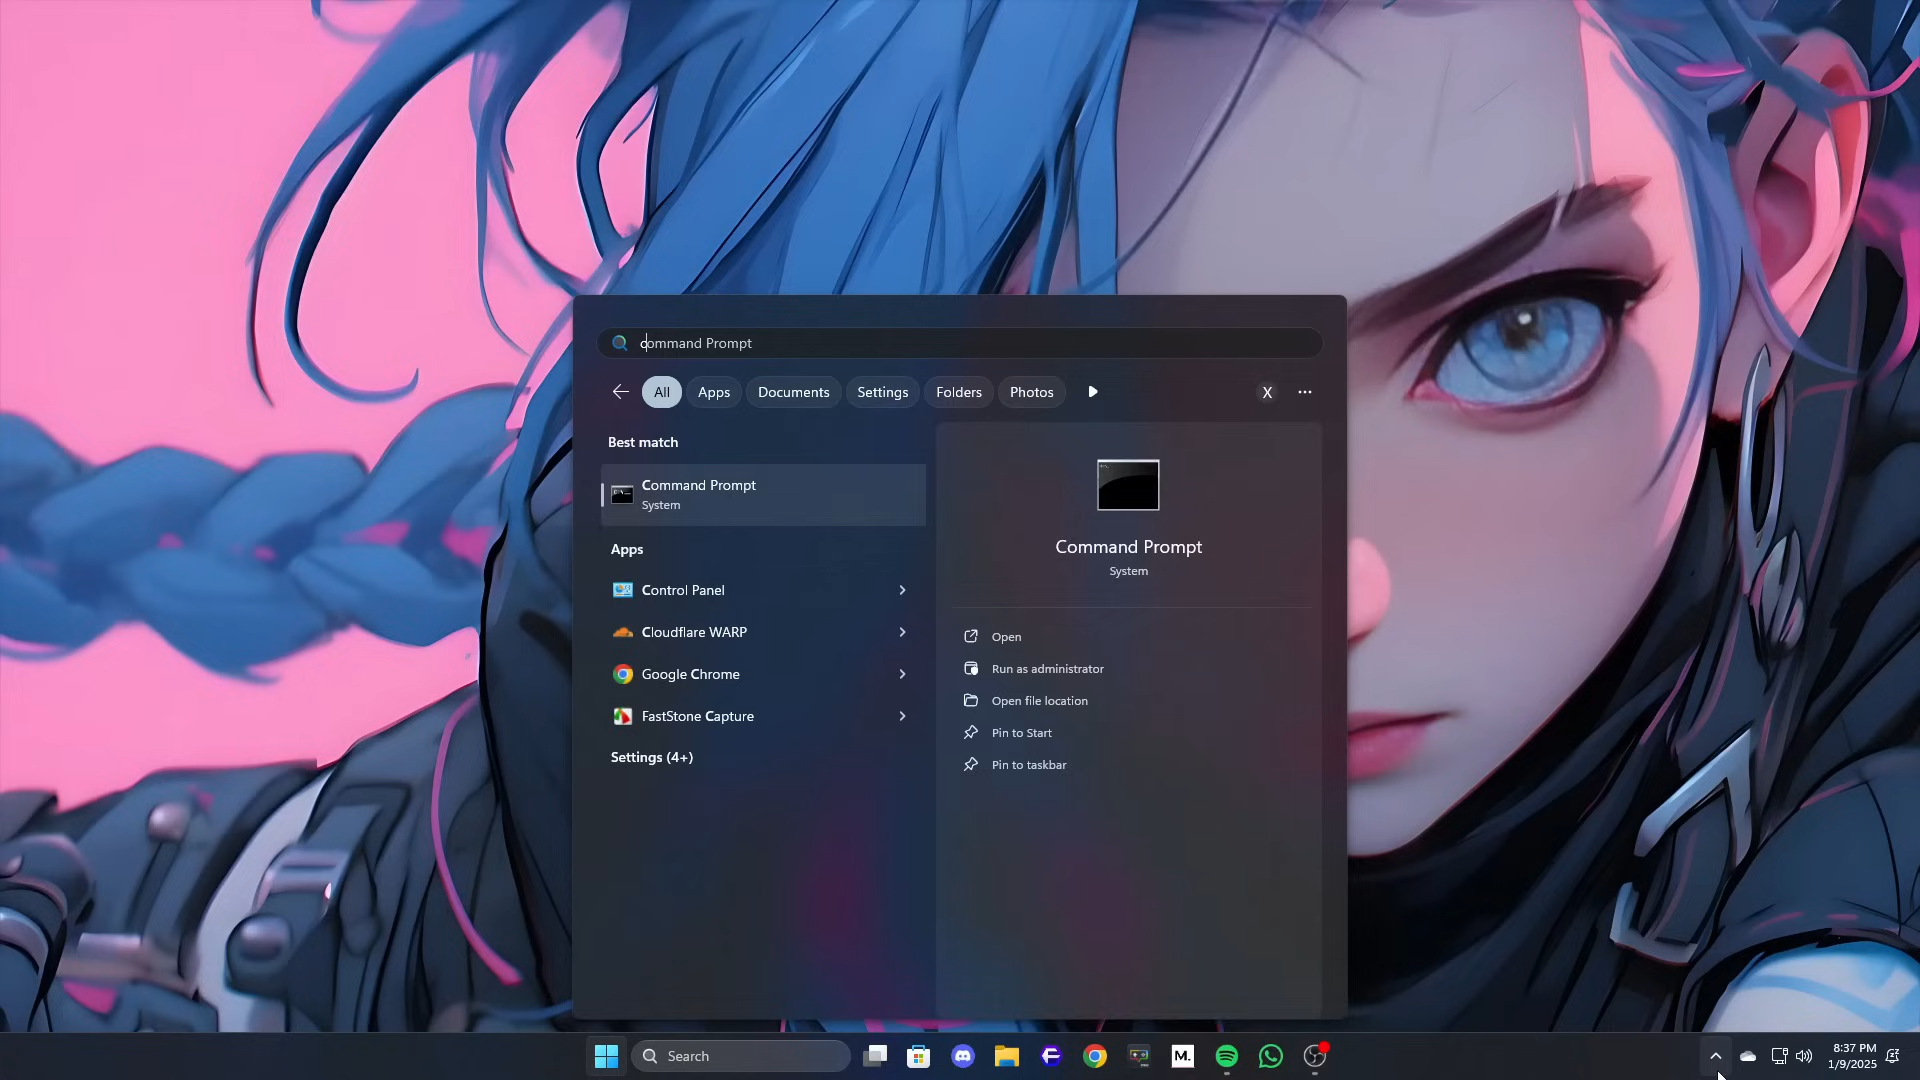 command Prompt
All
Apps
Documents
Settings
Folders
Photos
X
Best match
Command Prompt
System
Apps
Control Panel
Cloudflare WARP
Google Chrome
FastStone Capture
Settings (4+)
Command Prompt
System
Open
Run as administrator
Open file location
Pin to Start
Pin to taskbar
Search
M.
8:37 PM
1/9/2025